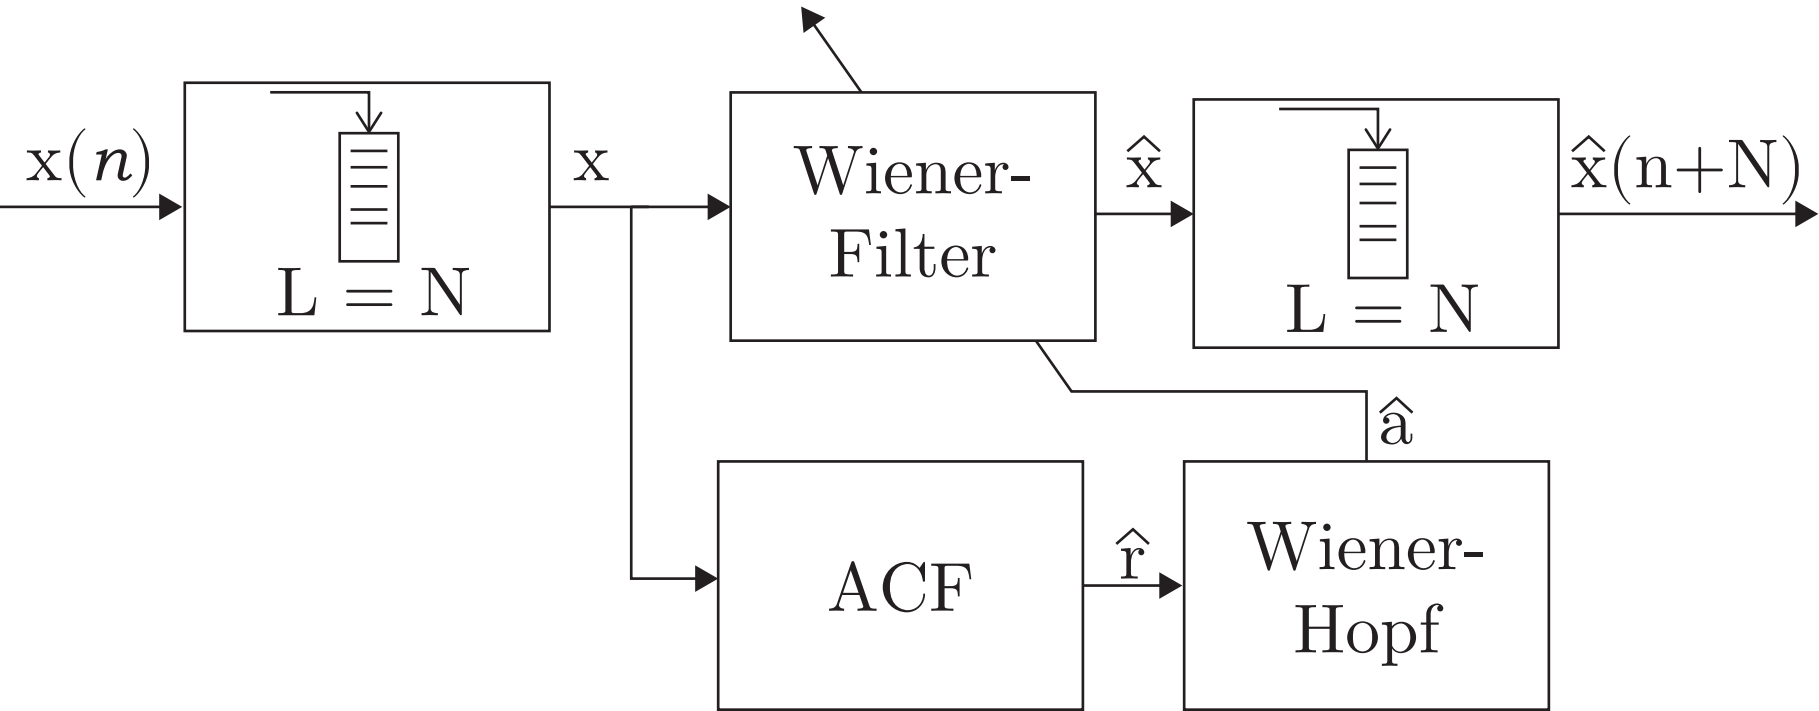 x(n)
L = N
x
Wiener-
Filter
x̂
L = N
x̂(n+N)
â
ACF
r̂
Wiener-
Hopf